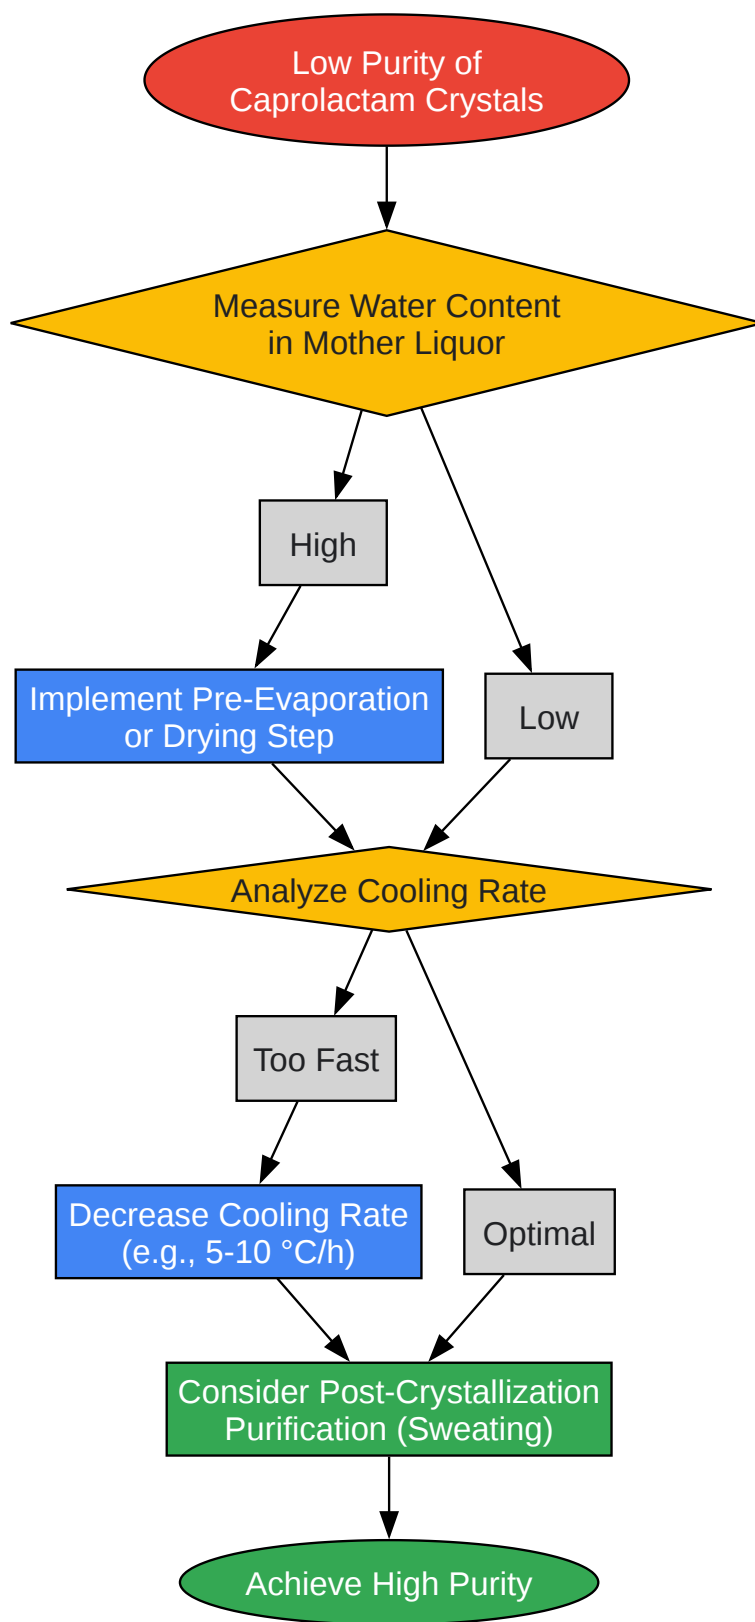 Low Purity of
Caprolactam Crystals
Measure Water Content
in Mother Liquor
High
Implement Pre-Evaporation
or Drying Step
Low
Analyze Cooling Rate
Too Fast
Decrease Cooling Rate
(e.g., 5-10 °C/h)
Optimal
Consider Post-Crystallization
Purification (Sweating)
Achieve High Purity